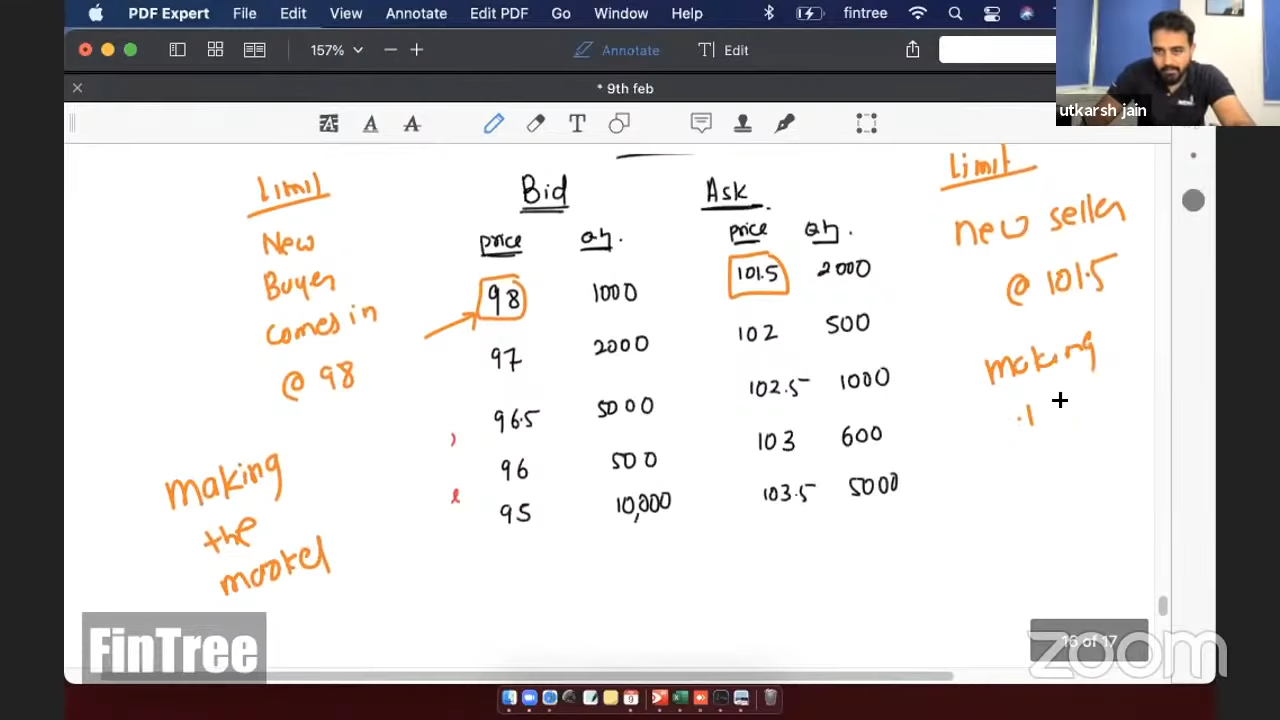 PDF Expert File Edit View Annotate Edit PDF Go Window Help fintree
157% Annotate Edit
* 9th feb
utkarsh jain
Limit
New
Buyer
comes in
@ 98
making
the
market
Bid Ask
price qty. price qty.
98 1000 101.5 2000
97 2000 102 500
96.5 5000 102.5 1000
96 500 103 600
95 10,000 103.5 5000
Limit
new seller
@ 101.5
making
FinTree
16 of 17
zoom